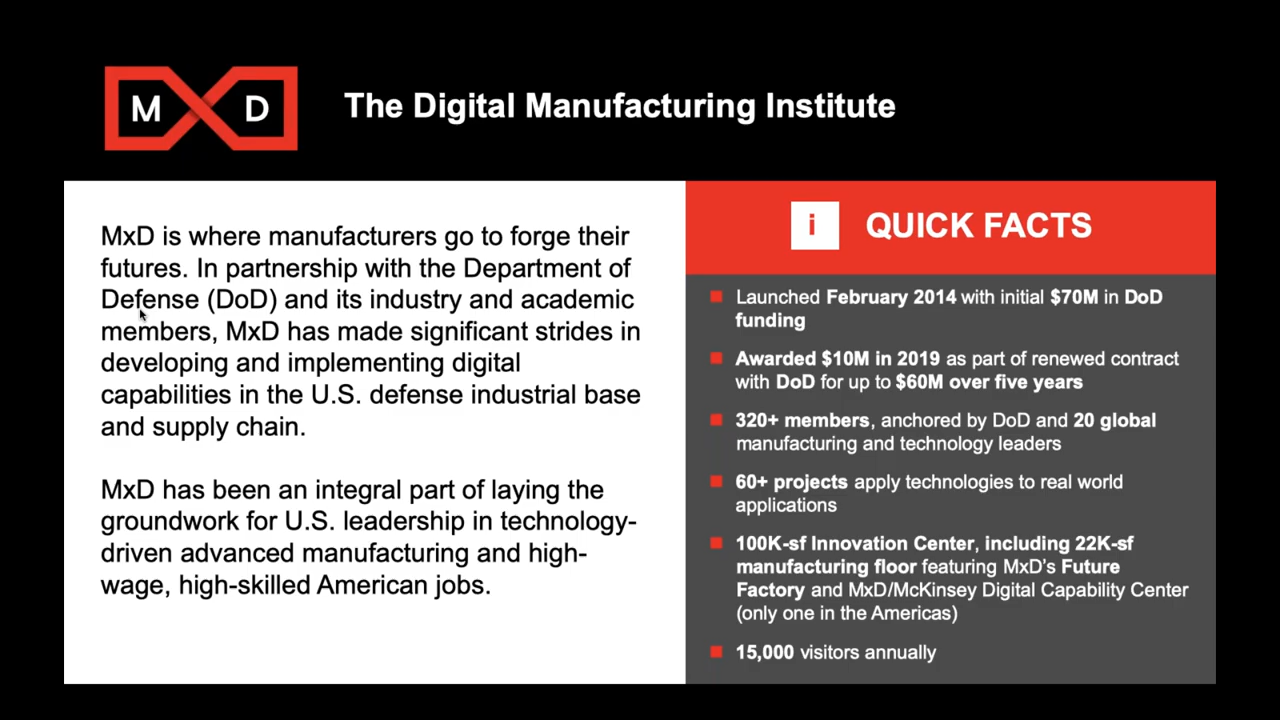 M D
The Digital Manufacturing Institute
MxD is where manufacturers go to forge their
futures. In partnership with the Department of
Defense (DoD) and its industry and academic
members, MxD has made significant strides in
developing and implementing digital
capabilities in the U.S. defense industrial base
and supply chain.
MxD has been an integral part of laying the
groundwork for U.S. leadership in technology-
driven advanced manufacturing and high-
wage, high-skilled American jobs.
i QUICK FACTS
Launched February 2014 with initial $70M in DoD
funding
Awarded $10M in 2019 as part of renewed contract
with DoD for up to $60M over five years
320+ members, anchored by DoD and 20 global
manufacturing and technology leaders
60+ projects apply technologies to real world
applications
100K-sf Innovation Center, including 22K-sf
manufacturing floor featuring MxD's Future
Factory and MxD/McKinsey Digital Capability Center
(only one in the Americas)
15,000 visitors annually